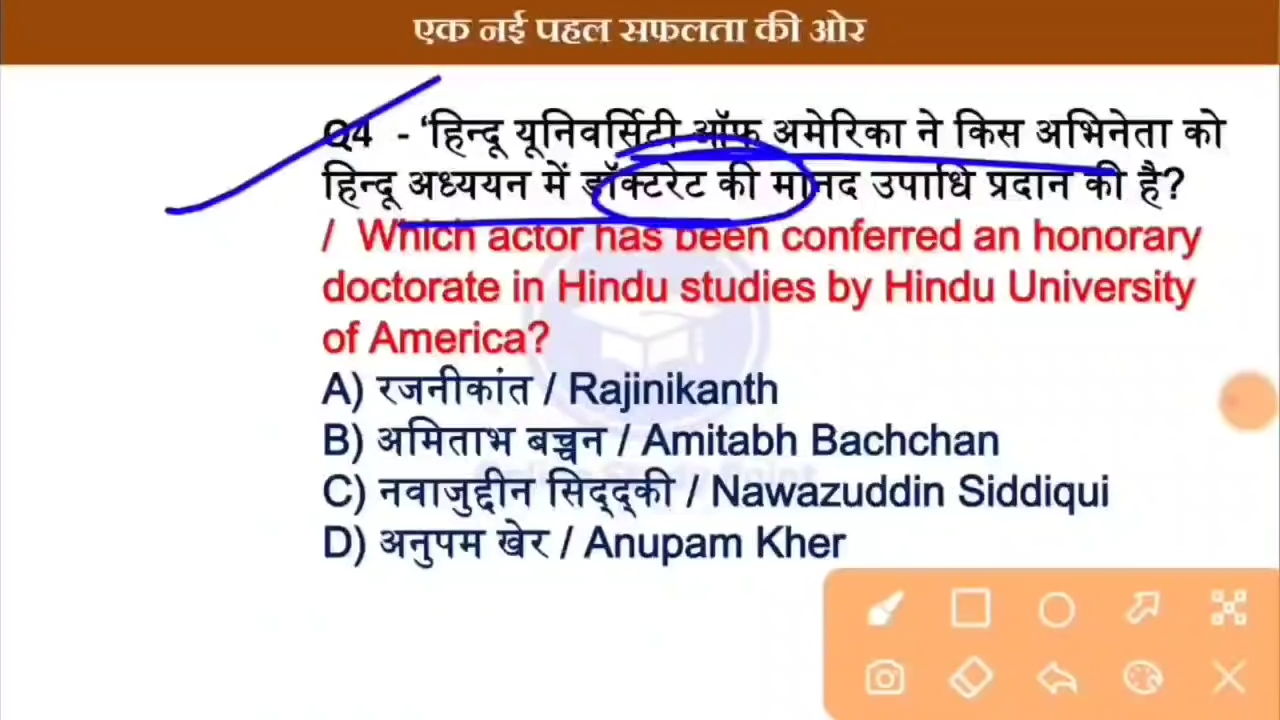 एक नई पहल सफलता की ओर
Q4 - ‘हिन्दू यूनिवर्सिटी ऑफ अमेरिका ने किस अभिनेता को
हिन्दू अध्ययन में डॉक्टरेट की मानद उपाधि प्रदान की है?
/ Which actor has been conferred an honorary
doctorate in Hindu studies by Hindu University
of America?
A) रजनीकांत / Rajinikanth
B) अमिताभ बच्चन / Amitabh Bachchan
C) नवाजुद्दीन सिद्द्की / Nawazuddin Siddiqui
D) अनुपम खेर / Anupam Kher